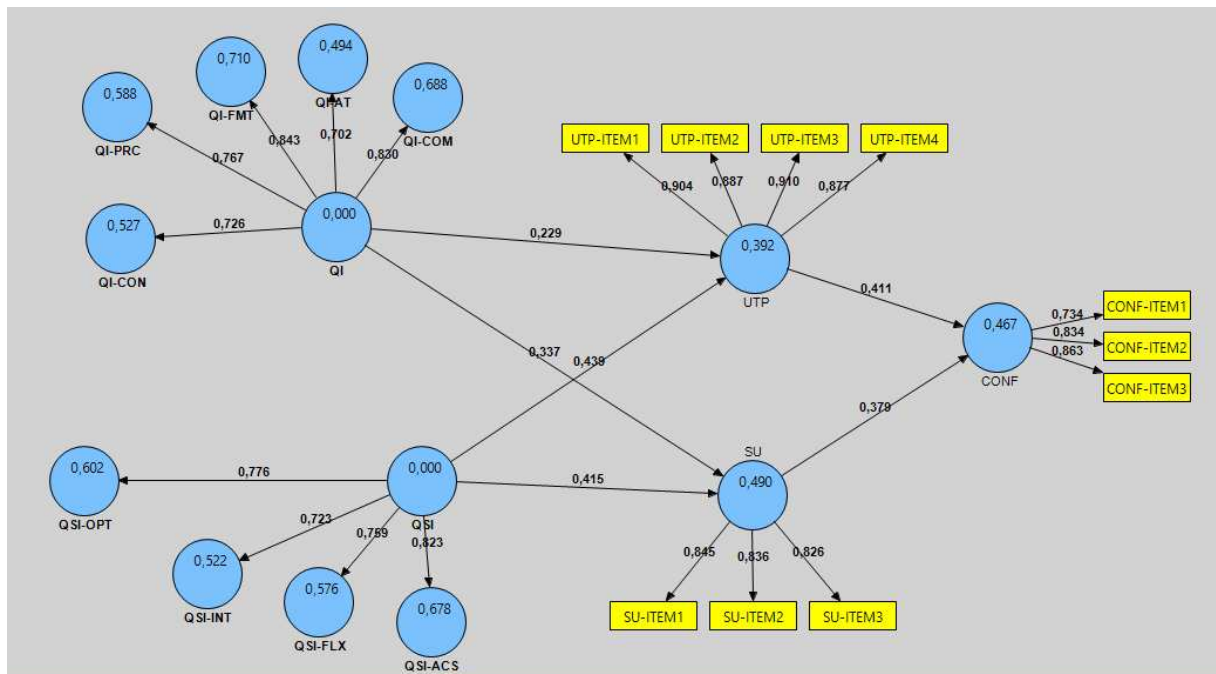 0,494
0,710
0,688
0,588
QI-FMT
QI-COM
QI-PRC
0,843
0,702
0,830
0,767
UTP-ITEM1
UTP-ITEM2
UTP-ITEM3
UTP-ITEM4
0,904
0,887
0,910
0,877
0,527
0,726
0,000
QI
QI-CON
0,229
0,392
UTP
0,411
0,467
CONF
0,734
0,834
0,863
CONF-ITEM1
CONF-ITEM2
CONF-ITEM3
0,337
0,439
0,379
0,602
0,776
QSI-OPT
0,000
QSI
0,415
SU
0,490
0,723
0,759
0,823
0,845
0,836
0,826
0,522
QSI-INT
0,576
QSI-FLX
0,678
QSI-ACS
SU-ITEM1
SU-ITEM2
SU-ITEM3